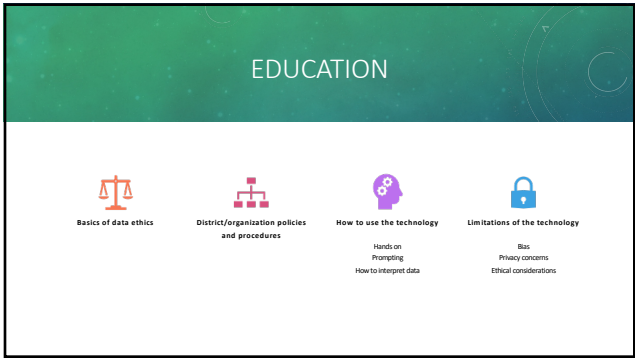 EDUCATION
Basics of data ethics
District/organization policies
and procedures
How to use the technology
Hands on
Prompting
How to interpret data
Limitations of the technology
Bias
Privacy concerns
Ethical considerations